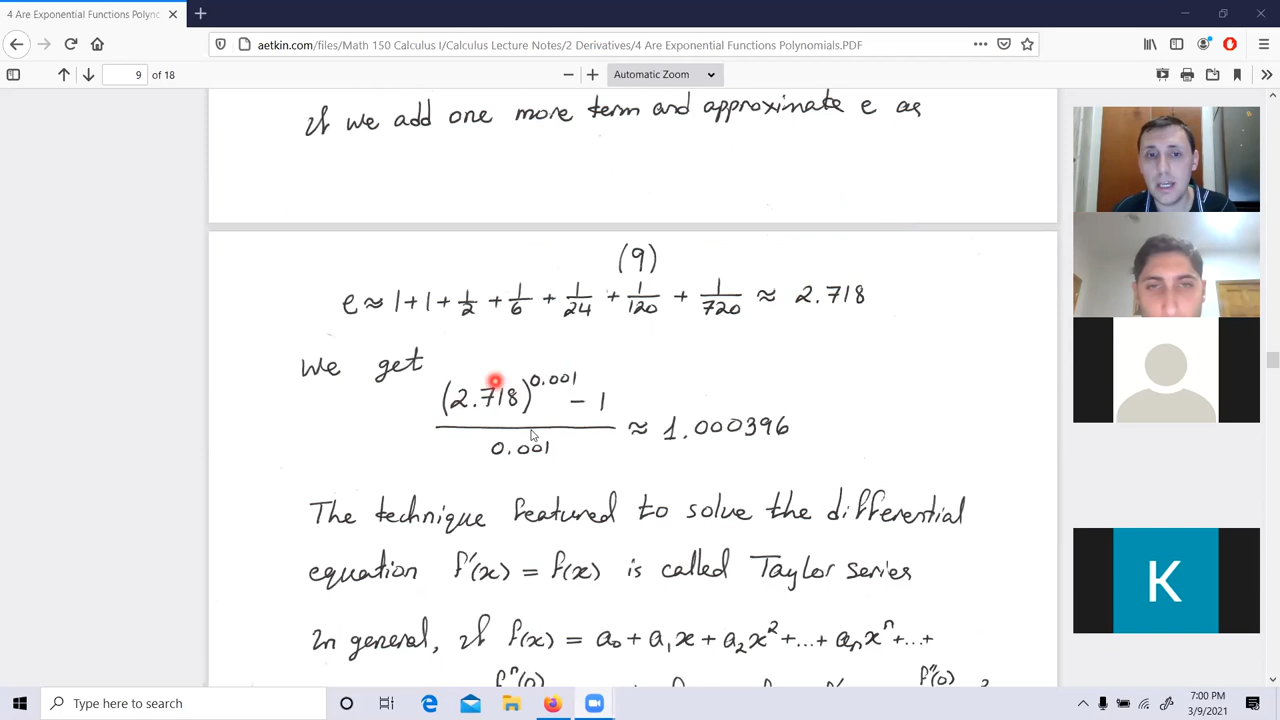 4 Are Exponential Functions Polyno
aetkin.com/files/Math 150 Calculus I/Calculus Lecture Notes/2 Derivatives/4 Are Exponential Functions Polynomials.PDF
9 of 18
Automatic Zoom
if we add one more term and approximate e as
(9)
e ≈ 1 + 1 + 1/2 + 1/6 + 1/24 + 1/120 + 1/720 ≈ 2.718
We get
((2.718)^0.001 - 1) / 0.001 ≈ 1.000396
The technique featured to solve the differential
equation f'(x) = f(x) is called Taylor series
In general, if f(x) = a₀ + a₁x + a₂x² + ... + aₙxⁿ + ... +
K
Type here to search
7:00 PM
3/9/2021